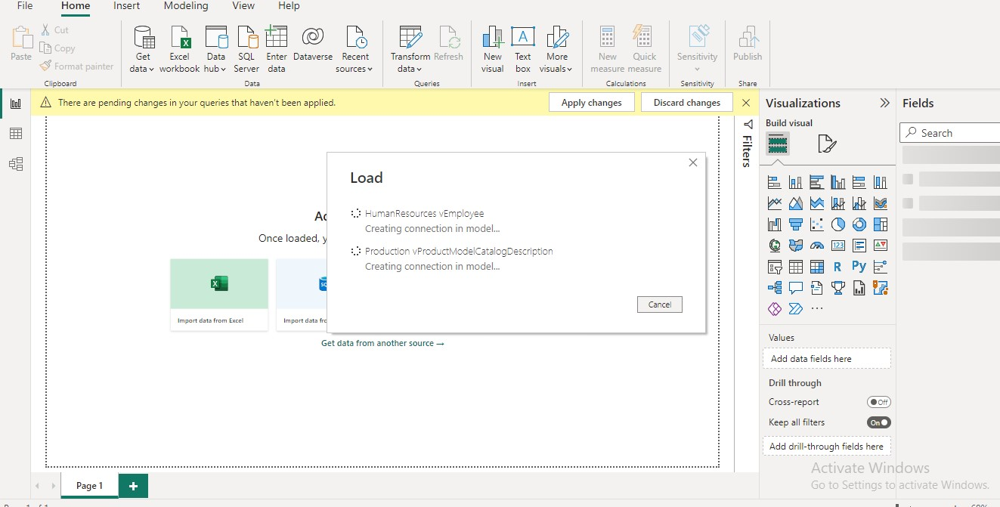 File Home Insert Modeling View Help
Paste
Cut
Copy
Format painter
Clipboard
Get data
Excel workbook
Data hub
SQL Server
Enter data
Dataverse
Recent sources
Data
Transform data
Refresh
Queries
New visual
Text box
More visuals
Insert
New measure
Quick measure
Calculations
Sensitivity
Sensitivity
Publish
Share
There are pending changes in your queries that haven't been applied.
Apply changes
Discard changes
Filters
Load
HumanResources vEmployee
Creating connection in model...
Production vProductModelCatalogDescription
Creating connection in model...
Cancel
Once loaded, y
Import data from Excel
Import data fro
Get data from another source →
Visualizations
Build visual
123
R
Py
Values
Add data fields here
Drill through
Cross-report
Off
Keep all filters
On
Add drill-through fields here
Fields
Search
Activate Windows
Go to Settings to activate Windows.
Page 1